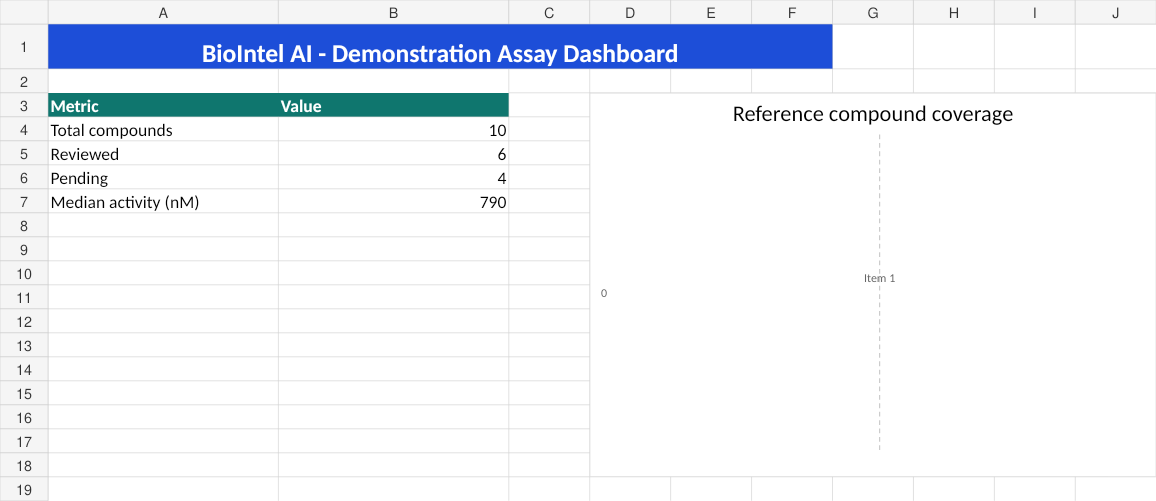 A B C D E F G H I J
1 BioIntel AI - Demonstration Assay Dashboard
2
3 Metric Value
Reference compound coverage
4 Total compounds 10
5 Reviewed 6
6 Pending 4
7 Median activity (nM) 790
8
9
10
Item 1
11
0
12
13
14
15
16
17
18
19